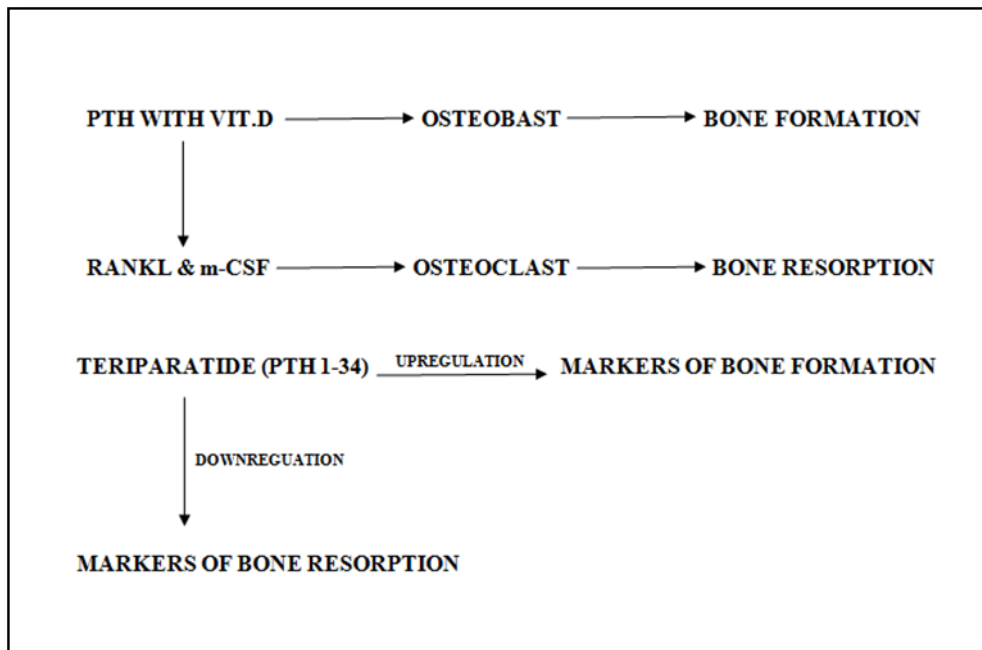 PTH WITH VIT.D OSTEOBAST BONE FORMATION
RANKL & m-CSF OSTEOCLAST BONE RESORPTION
TERIPARATIDE (PTH 1-34) UPREGULATION MARKERS OF BONE FORMATION
DOWNREGUATION
MARKERS OF BONE RESORPTION